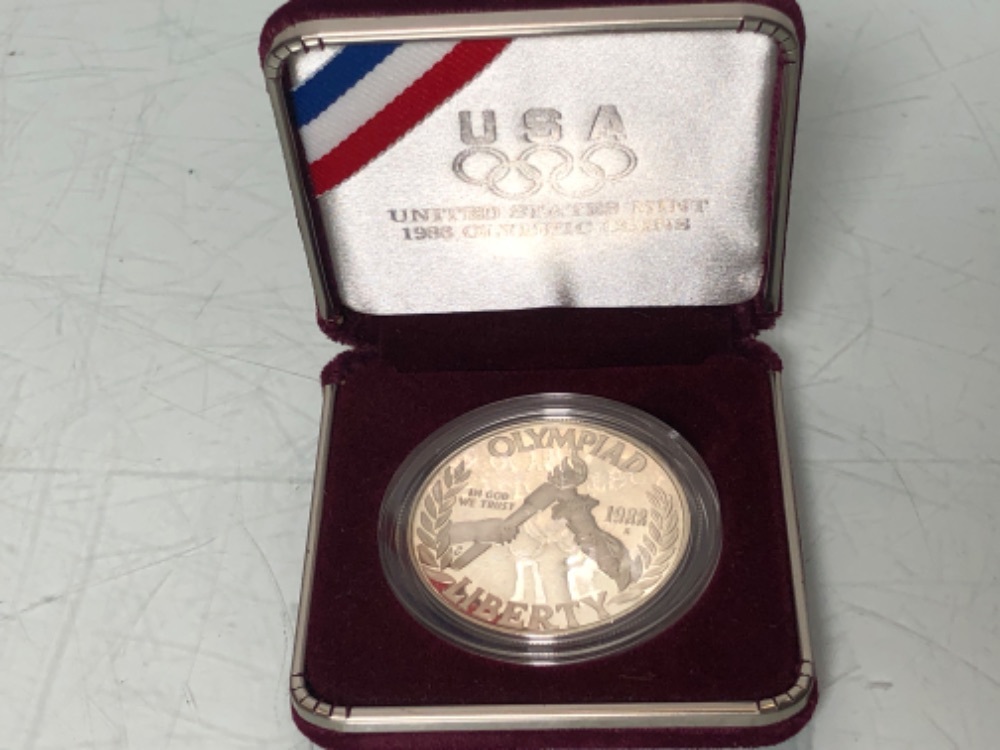 USA
UNITED STATES MINT
1988 OLYMPIC COINS
OLYMPIAD
IN GOD
WE TRUST
1988
S
LIBERTY